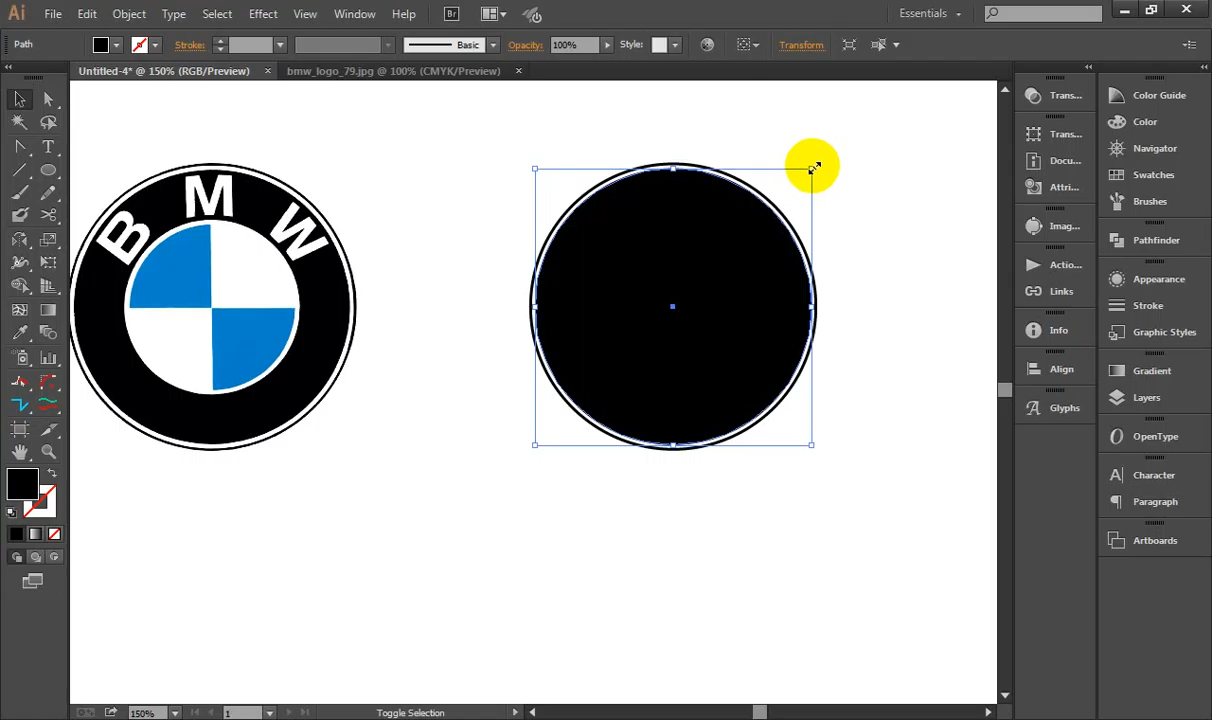 Ai File Edit Object Type Select Effect View Window Help Br Essentials
Path Stroke: Basic Opacity: 100% Style: Transform
Untitled-4* @ 150% (RGB/Preview) × bmw_logo_79.jpg @ 100% (CMYK/Preview) ×
B M W
Trans...
Trans...
Docu...
Attri...
Imag...
Actio...
Links
Info
Align
Glyphs
Color Guide
Color
Navigator
Swatches
Brushes
Pathfinder
Appearance
Stroke
Graphic Styles
Gradient
Layers
OpenType
Character
Paragraph
Artboards
150% 1 Toggle Selection